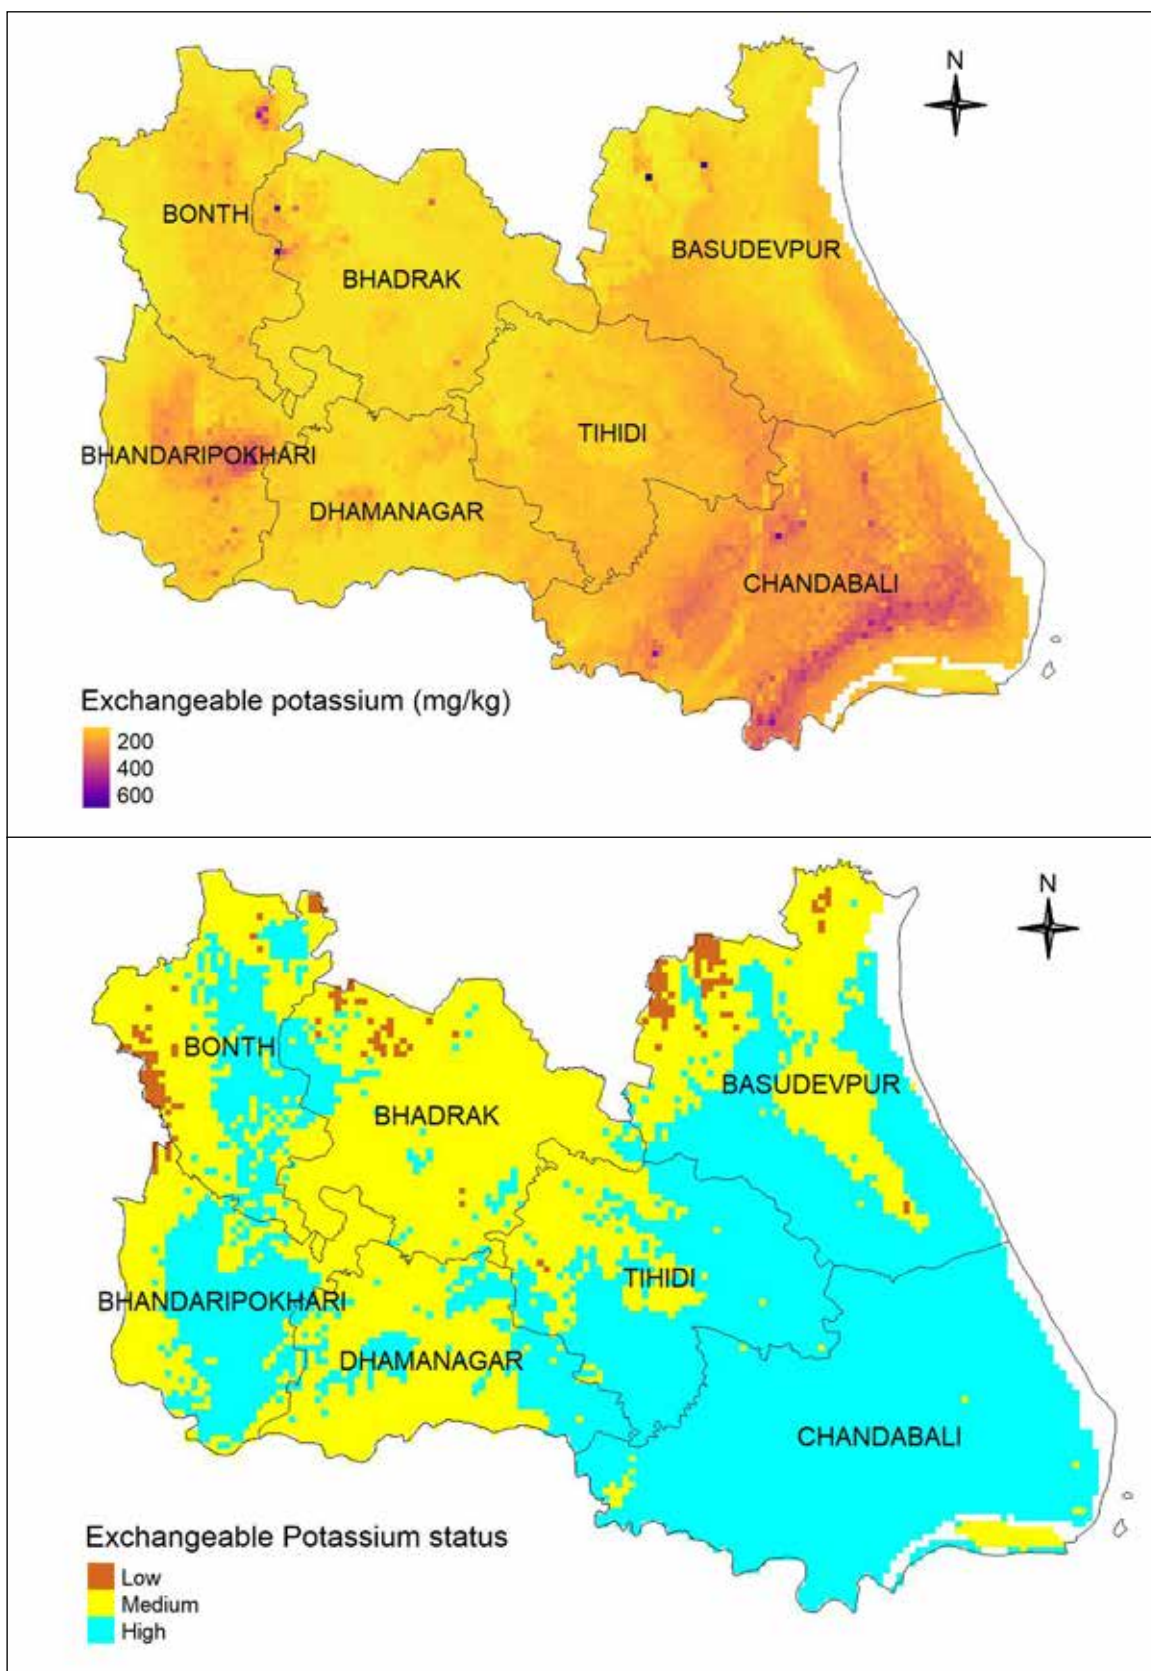 N
BONTH
BASUDEVPUR
BHADRAK
TIHIDI
BHANDARIPOKHARI
DHAMANAGAR
CHANDABALI
Exchangeable potassium (mg/kg)
200
400
600
N
BONTH
BASUDEVPUR
BHADRAK
TIHIDI
BHANDARIPOKHARI
DHAMANAGAR
CHANDABALI
Exchangeable Potassium status
Low
Medium
High